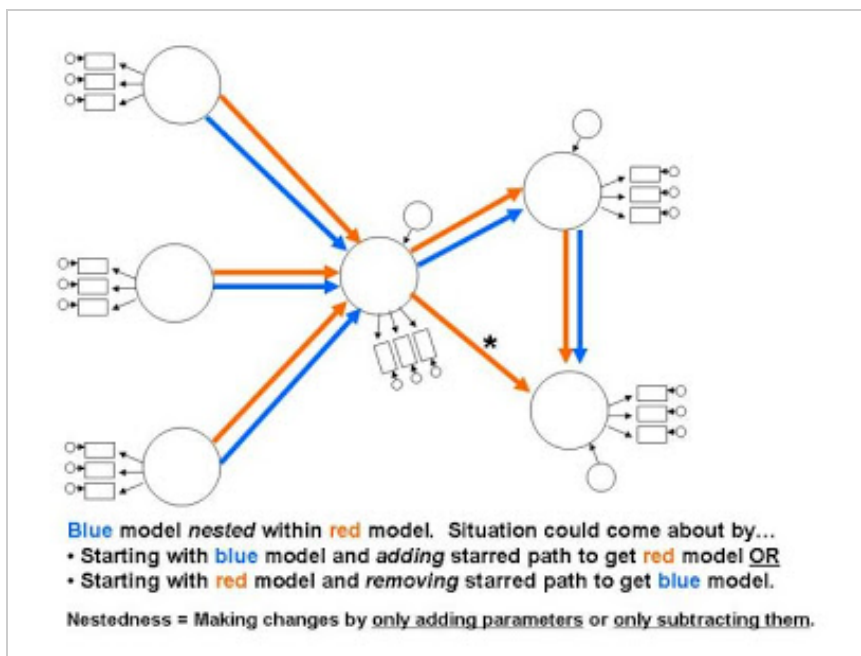 *
Blue model nested within red model. Situation could come about by…
• Starting with blue model and adding starred path to get red model OR
• Starting with red model and removing starred path to get blue model.
Nestedness = Making changes by only adding parameters or only subtracting them.